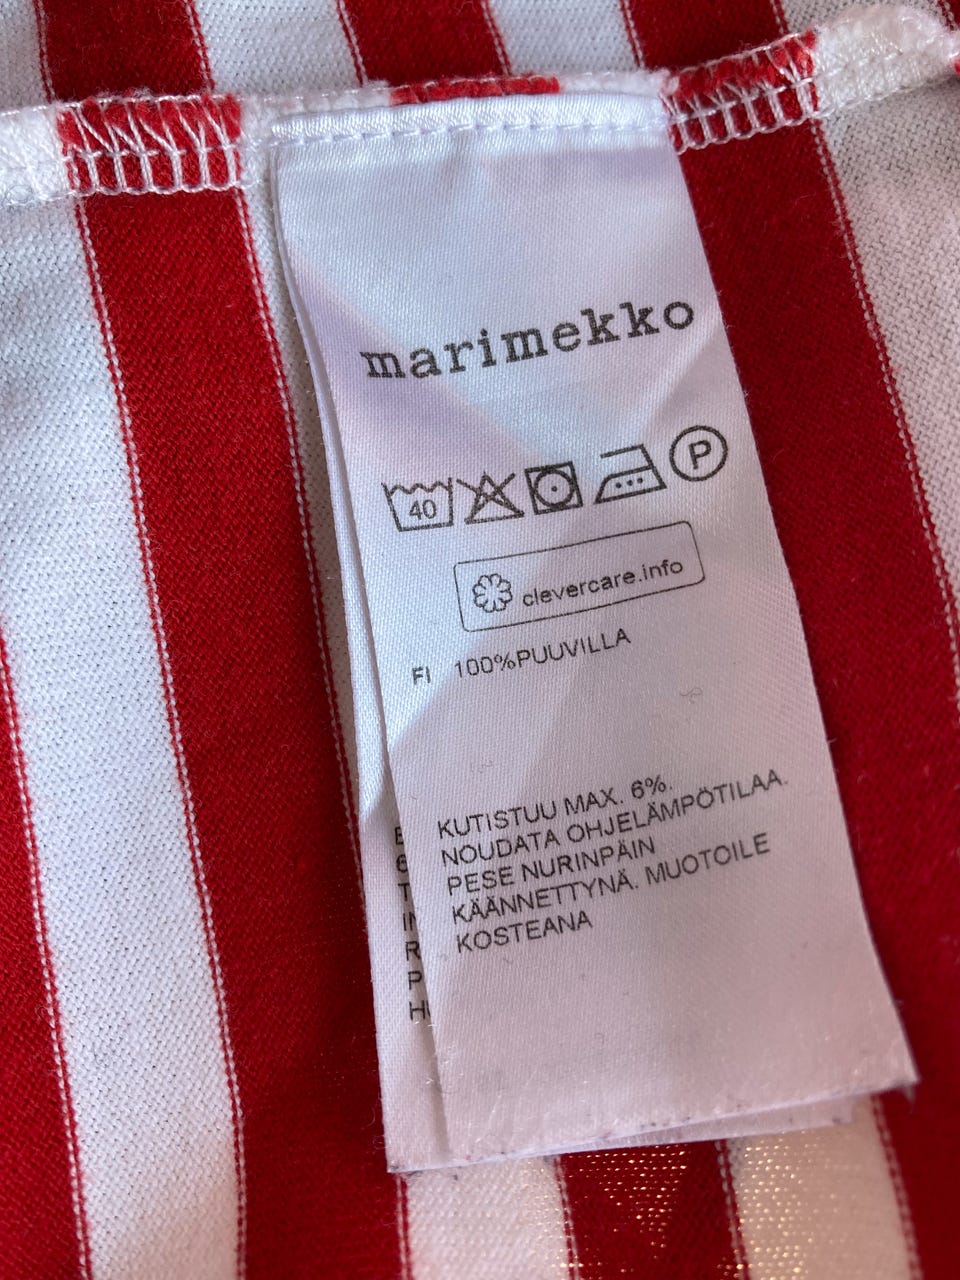 marimekko
40
P
clevercare.info
FI 100%PUUVILLA
KUTISTUU MAX. 6%.
NOUDATA OHJELÄMPÖTILAA.
PESE NURINPÄIN
KÄÄNNETTYNÄ. MUOTOILE
KOSTEANA